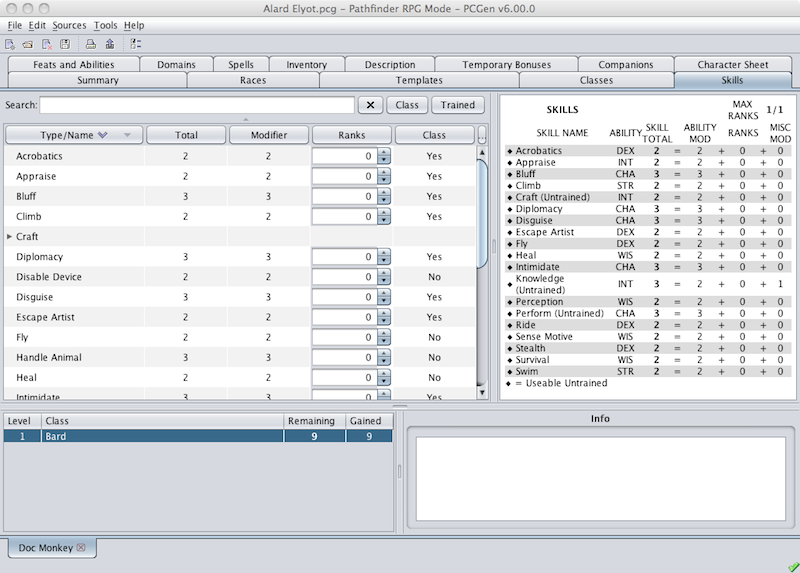 Alard Elyot.pcg - Pathfinder RPG Mode - PCGen v6.00.0
File Edit Sources Tools Help
Feats and Abilities Domains Spells Inventory Description Temporary Bonuses Companions Character Sheet
Summary Races Templates Classes Skills
Search: Class Trained
Type/Name Total Modifier Ranks Class ...
Acrobatics 2 2 0 Yes
Appraise 2 2 0 Yes
Bluff 3 3 0 Yes
Climb 2 2 0 Yes
Craft
Diplomacy 3 3 0 Yes
Disable Device 2 2 0 No
Disguise 3 3 0 Yes
Escape Artist 2 2 0 Yes
Fly 2 2 0 No
Handle Animal 3 3 0 No
Heal 2 2 0 No
Intimidate 3 3 0 Yes
SKILLS MAX RANKS 1/1
SKILL NAME ABILITY SKILL TOTAL ABILITY MOD RANKS MISC MOD
◆ Acrobatics DEX 2 = 2 + 0 + 0
◆ Appraise INT 2 = 2 + 0 + 0
◆ Bluff CHA 3 = 3 + 0 + 0
◆ Climb STR 2 = 2 + 0 + 0
◆ Craft (Untrained) INT 2 = 2 + 0 + 0
◆ Diplomacy CHA 3 = 3 + 0 + 0
◆ Disguise CHA 3 = 3 + 0 + 0
◆ Escape Artist DEX 2 = 2 + 0 + 0
◆ Fly DEX 2 = 2 + 0 + 0
◆ Heal WIS 2 = 2 + 0 + 0
◆ Intimidate CHA 3 = 3 + 0 + 0
◆ Knowledge (Untrained) INT 3 = 2 + 0 + 1
◆ Perception WIS 2 = 2 + 0 + 0
◆ Perform (Untrained) CHA 3 = 3 + 0 + 0
◆ Ride DEX 2 = 2 + 0 + 0
◆ Sense Motive WIS 2 = 2 + 0 + 0
◆ Stealth DEX 2 = 2 + 0 + 0
◆ Survival WIS 2 = 2 + 0 + 0
◆ Swim STR 2 = 2 + 0 + 0
◆ = Useable Untrained
Level Class Remaining Gained
1 Bard 9 9
Info
Doc Monkey